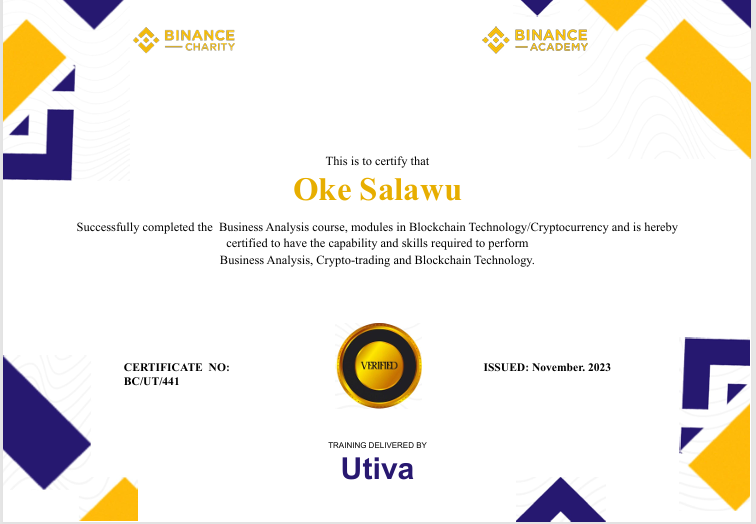 BINANCE
CHARITY
BINANCE
ACADEMY
This is to certify that
Oke Salawu
Successfully completed the  Business Analysis course, modules in Blockchain Technology/Cryptocurrency and is hereby
certified to have the capability and skills required to perform
Business Analysis, Crypto-trading and Blockchain Technology.
CERTIFICATE  NO:
BC/UT/441
VERIFIED
ISSUED: November. 2023
TRAINING DELIVERED BY
Utiva